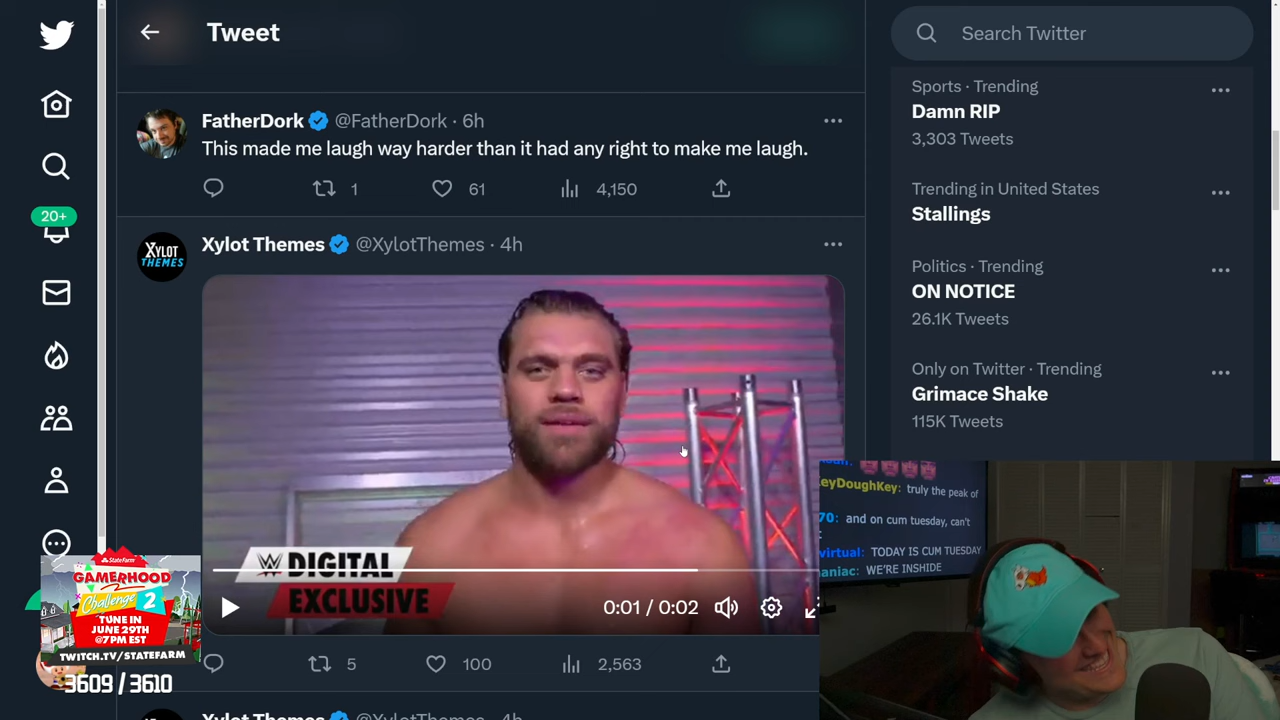 Tweet
Search Twitter
FatherDork @FatherDork · 6h
This made me laugh way harder than it had any right to make me laugh.
1 61 4,150
20+
XYLOT
THEMES
Xylot Themes @XylotThemes · 4h
W DIGITAL
EXCLUSIVE
0:01 / 0:02
5 100 2,563
Xylot Themes @XylotThemes · 4h
Sports · Trending
Damn RIP
3,303 Tweets
Trending in United States
Stallings
Politics · Trending
ON NOTICE
26.1K Tweets
Only on Twitter · Trending
Grimace Shake
115K Tweets
eyDoughKey: truly the peak of
70: and on cum tuesday, can't
virtual: TODAY IS CUM TUESDAY
aniac: WE'RE INSHIDE
StateFarm
GAMERHOOD
Challenge 2
TUNE IN
JUNE 29TH
@7PM EST
TWITCH.TV/STATEFARM
3609 / 3610